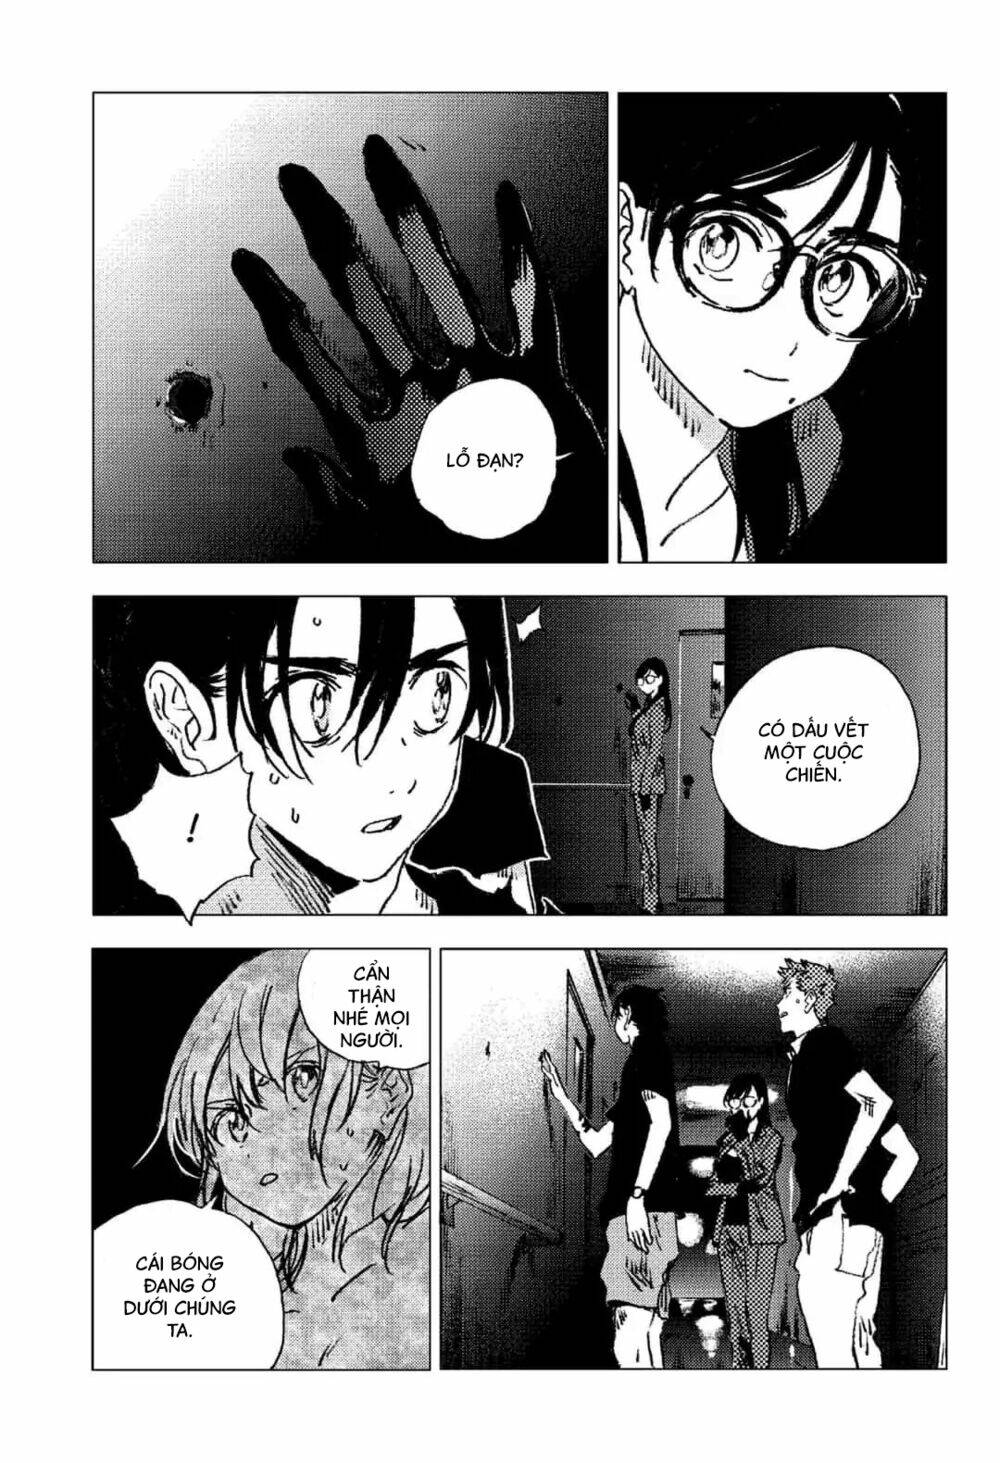 LỖ ĐẠN?
CÓ DẤU VẾT
MỘT CUỘC
CHIẾN.
!
CẨN
THẬN
NHÉ MỌI
NGƯỜI.
CÁI BÓNG
ĐANG Ở
DƯỚI CHÚNG
TA.